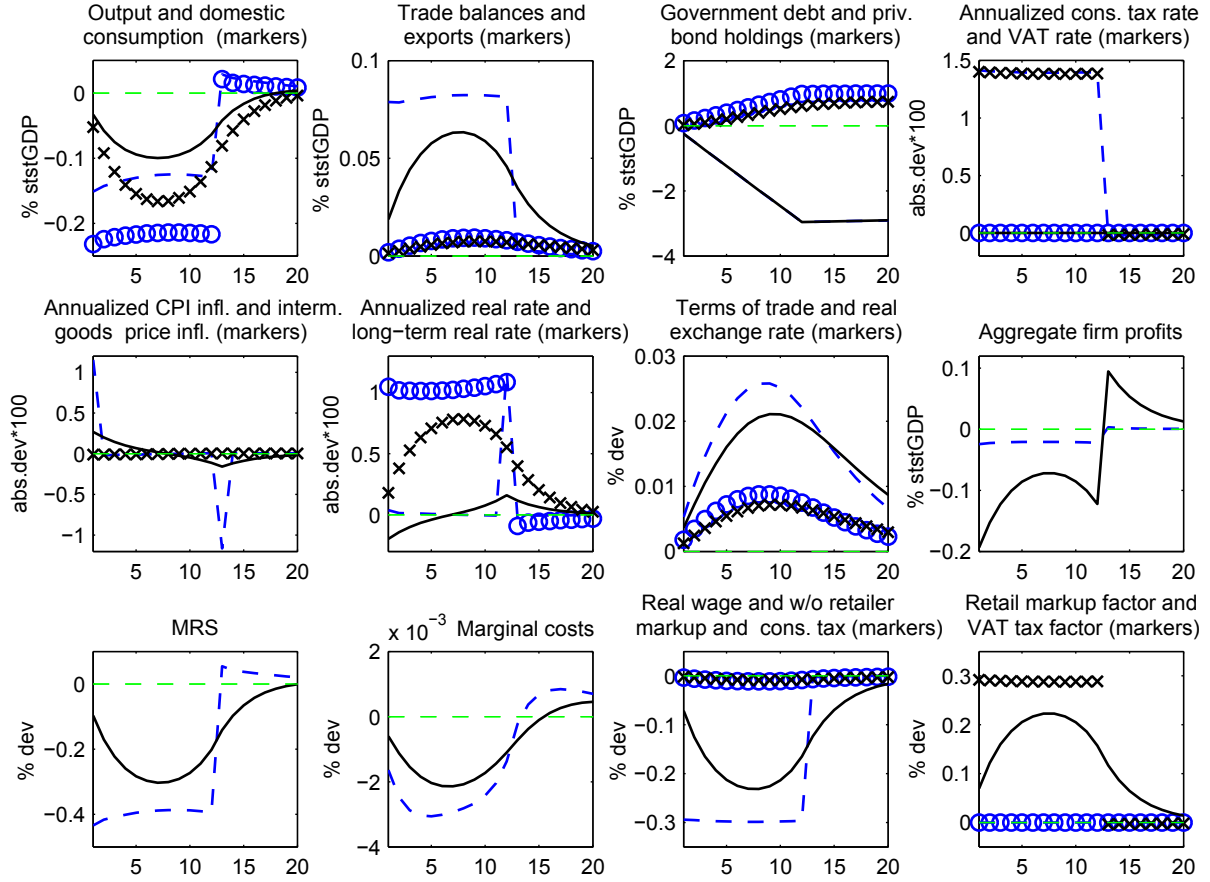 Output and domestic
consumption (markers)
% ststGDP
0
−0.1
−0.2
5 10 15 20
Trade balances and
exports (markers)
% ststGDP
0.1
0.05
0
5 10 15 20
Government debt and priv.
bond holdings (markers)
% ststGDP
2
0
−2
−4
5 10 15 20
Annualized cons. tax rate
and VAT rate (markers)
abs.dev*100
1.5
1
0.5
0
5 10 15 20
Annualized CPI infl. and interm.
goods price infl. (markers)
abs.dev*100
1
0.5
0
−0.5
−1
5 10 15 20
Annualized real rate and
long−term real rate (markers)
abs.dev*100
1
0.5
0
5 10 15 20
Terms of trade and real
exchange rate (markers)
% dev
0.03
0.02
0.01
0
5 10 15 20
Aggregate firm profits
% ststGDP
0.1
0
−0.1
−0.2
5 10 15 20
MRS
% dev
0
−0.2
−0.4
5 10 15 20
x 10−3
Marginal costs
% dev
2
0
−2
−4
5 10 15 20
Real wage and w/o retailer
markup and cons. tax (markers)
% dev
0
−0.1
−0.2
−0.3
5 10 15 20
Retail markup factor and
VAT tax factor (markers)
% dev
0.3
0.2
0.1
0
5 10 15 20